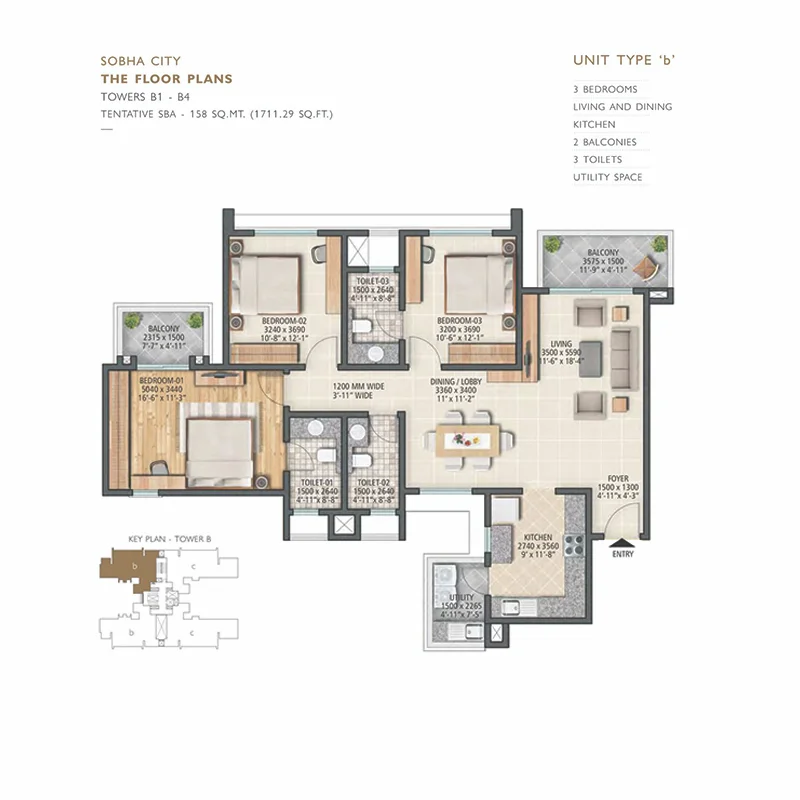 SOBHA CITY
THE FLOOR PLANS
TOWERS B1 - B4
TENTATIVE SBA - 158 SQ.MT. (1711.29 SQ.FT.)
UNIT TYPE ‘b’
3 BEDROOMS
LIVING AND DINING
KITCHEN
2 BALCONIES
3 TOILETS
UTILITY SPACE
BALCONY
3575 x 1500
11'-9" x 4'-11"
TOILET-03
1500 x 2640
4'-11" x 8'-8"
BEDROOM-02
3240 x 3690
10'-8" x 12'-1"
BEDROOM-03
3200 x 3690
10'-6" x 12'-1"
BALCONY
2315 x 1500
7'-7" x 4'-11"
LIVING
3500 x 5590
11'-6" x 18'-4"
BEDROOM-01
5040 x 3440
16'-6" x 11'-3"
1200 MM WIDE
3'-11" WIDE
DINING / LOBBY
3360 x 3400
11' x 11'-2"
TOILET-01
1500 x 2640
4'-11" x 8'-8"
TOILET-02
1500 x 2640
4'-11" x 8'-8"
FOYER
1500 x 1300
4'-11" x 4'-3"
KITCHEN
2740 x 3560
9' x 11'-8"
ENTRY
UTILITY
1500 x 2265
4'-11" x 7'-5"
KEY PLAN - TOWER B
b
c
b
c